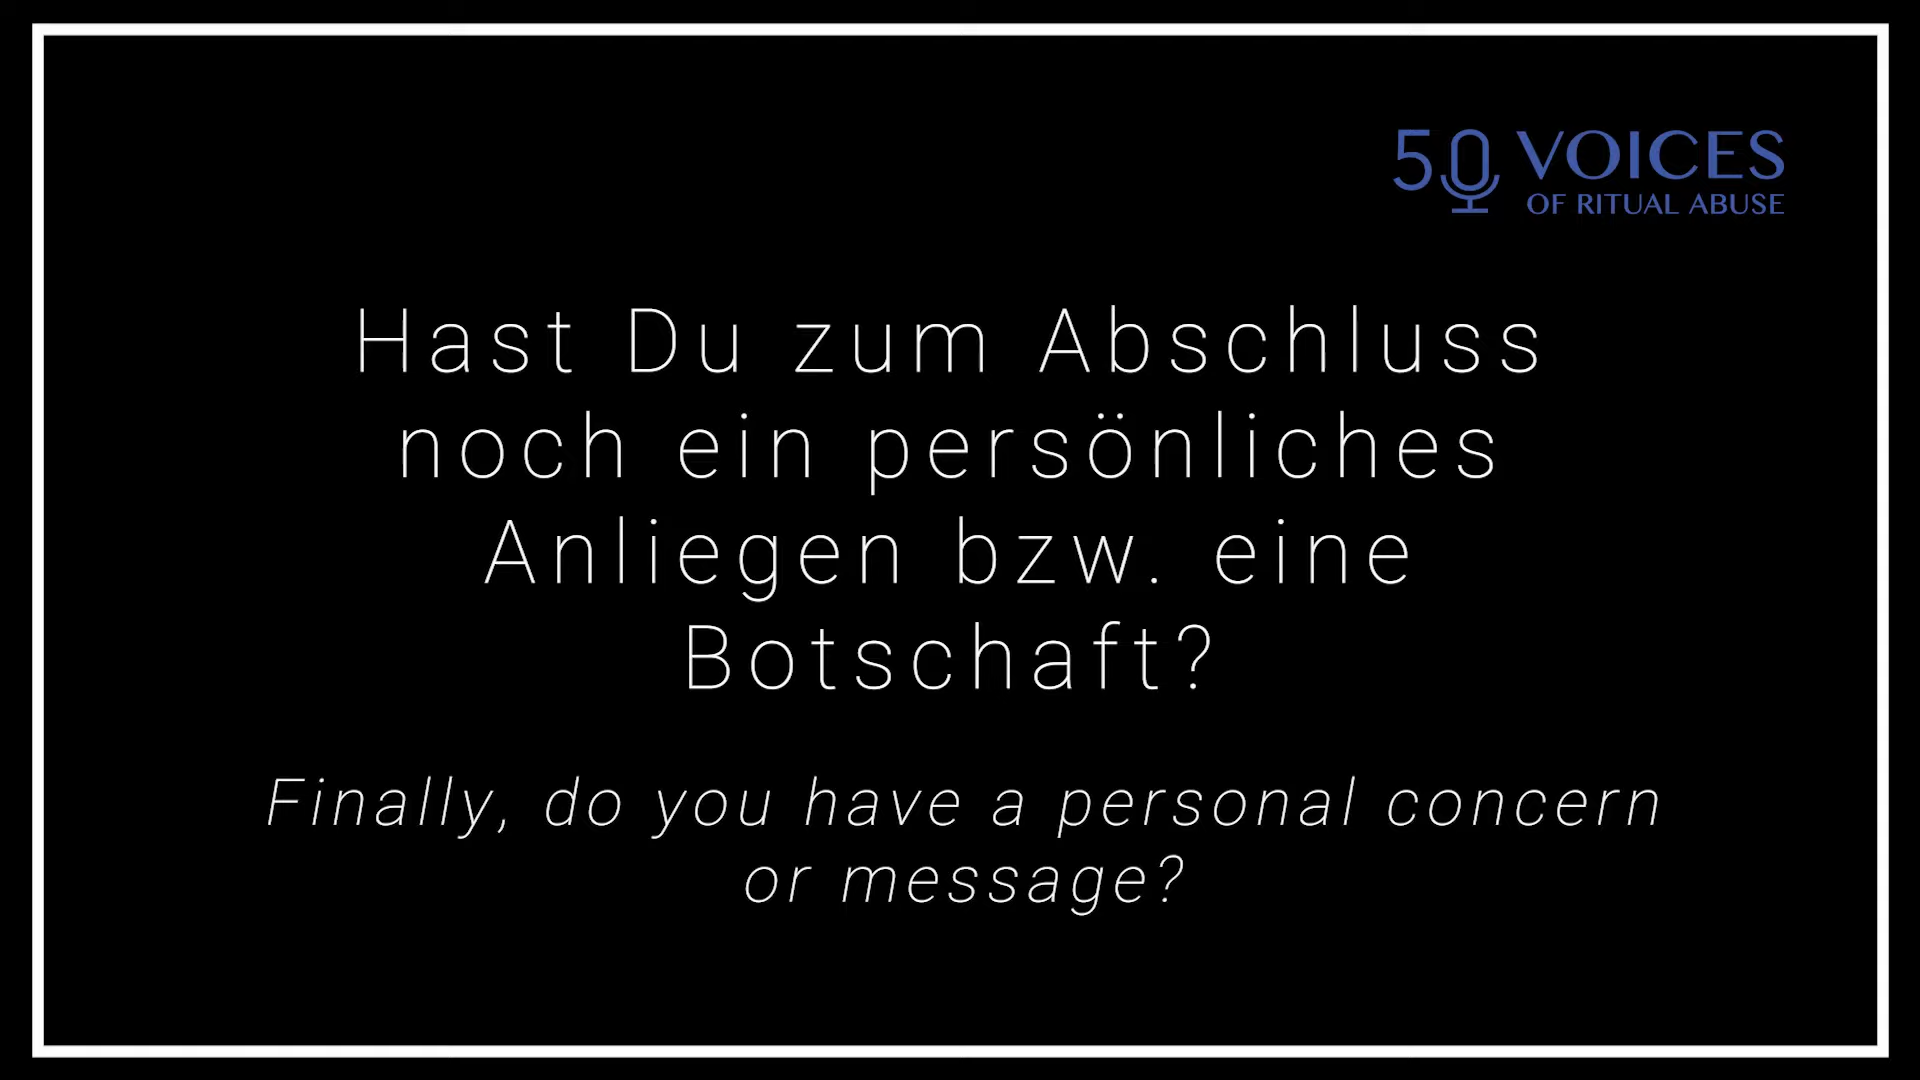 50 VOICES
OF RITUAL ABUSE
Hast Du zum Abschluss
noch ein persönliches
Anliegen bzw. eine
Botschaft?
Finally, do you have a personal concern
or message?